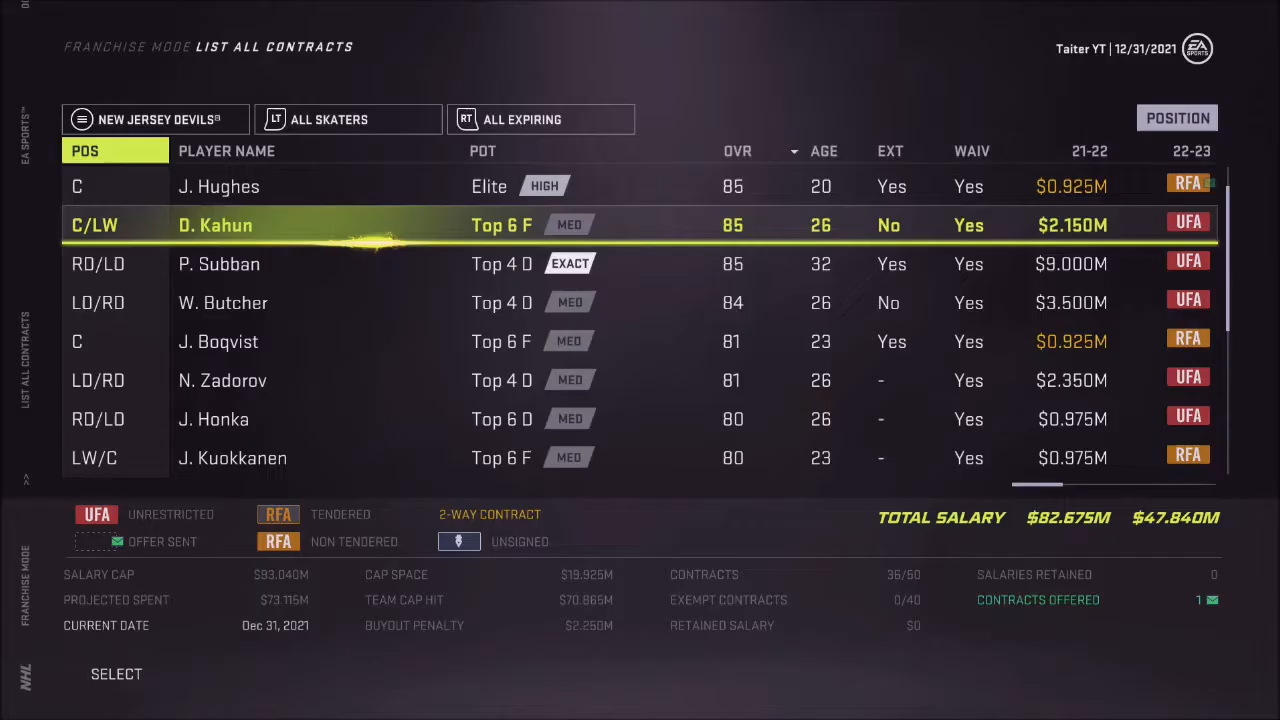 FRANCHISE MODE LIST ALL CONTRACTS
Taiter YT | 12/31/2021 EA SPORTS
NEW JERSEY DEVILS LT ALL SKATERS RT ALL EXPIRING POSITION
POS PLAYER NAME POT OVR AGE EXT WAIV 21-22 22-23
C J. Hughes Elite HIGH 85 20 Yes Yes $0.925M RFA
C/LW D. Kahun Top 6 F MED 85 26 No Yes $2.150M UFA
RD/LD P. Subban Top 4 D EXACT 85 32 Yes Yes $9.000M UFA
LD/RD W. Butcher Top 4 D MED 84 26 No Yes $3.500M UFA
C J. Boqvist Top 6 F MED 81 23 Yes Yes $0.925M RFA
LD/RD N. Zadorov Top 4 D MED 81 26 - Yes $2.350M UFA
RD/LD J. Honka Top 6 D MED 80 26 - Yes $0.975M UFA
LW/C J. Kuokkanen Top 6 F MED 80 23 - Yes $0.975M RFA
UFA UNRESTRICTED RFA TENDERED 2-WAY CONTRACT TOTAL SALARY $82.675M $47.840M
OFFER SENT RFA NON TENDERED UNSIGNED
SALARY CAP $93.040M CAP SPACE $19.925M CONTRACTS 36/50 SALARIES RETAINED 0
PROJECTED SPENT $73.115M TEAM CAP HIT $70.865M EXEMPT CONTRACTS 0/40 CONTRACTS OFFERED 1
CURRENT DATE Dec 31, 2021 BUYOUT PENALTY $2.250M RETAINED SALARY $0
SELECT
EA SPORTS™
LIST ALL CONTRACTS
>>
FRANCHISE MODE
NHL